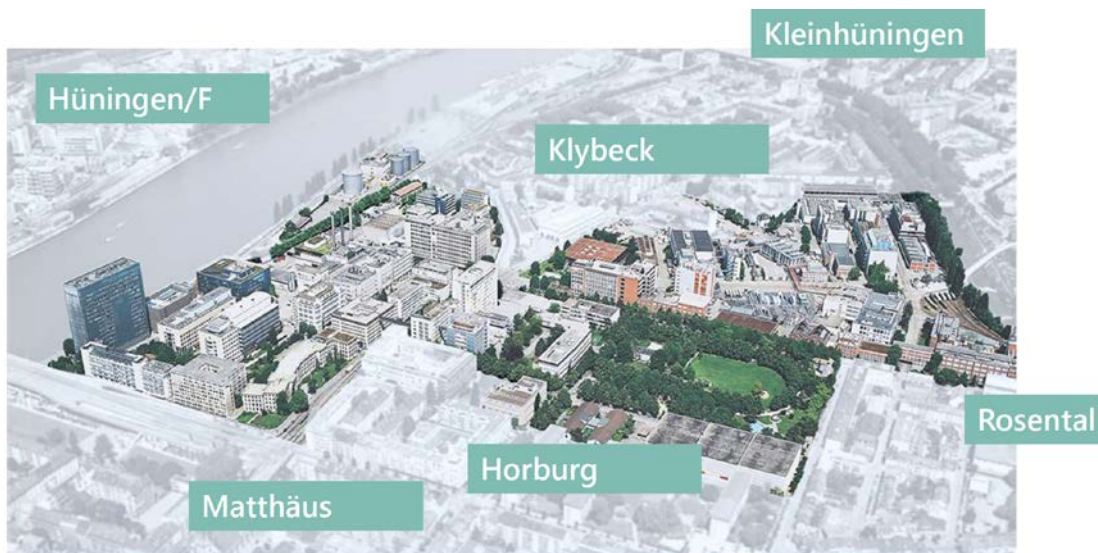 Kleinhüningen
Hüningen/F
Klybeck
Rosental
Horburg
Matthäus